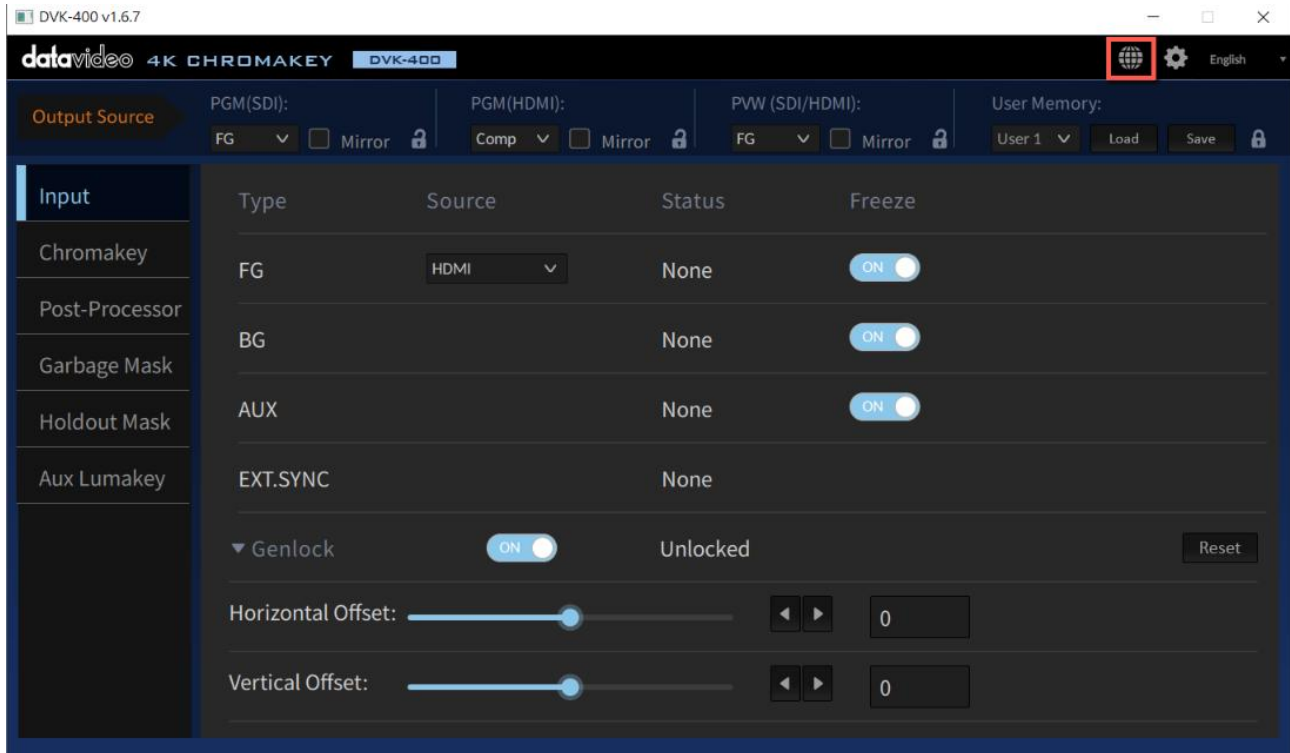 DVK-400 v1.6.7
datavideo 4K CHROMAKEY DVK-400 English
Output Source
PGM(SDI): PGM(HDMI): PVW (SDI/HDMI): User Memory:
FG Mirror Comp Mirror FG Mirror User 1 Load Save
Input
Chromakey
Post-Processor
Garbage Mask
Holdout Mask
Aux Lumakey
Type Source Status Freeze
FG HDMI None ON
BG None ON
AUX None ON
EXT.SYNC None
Genlock ON Unlocked Reset
Horizontal Offset: 0
Vertical Offset: 0